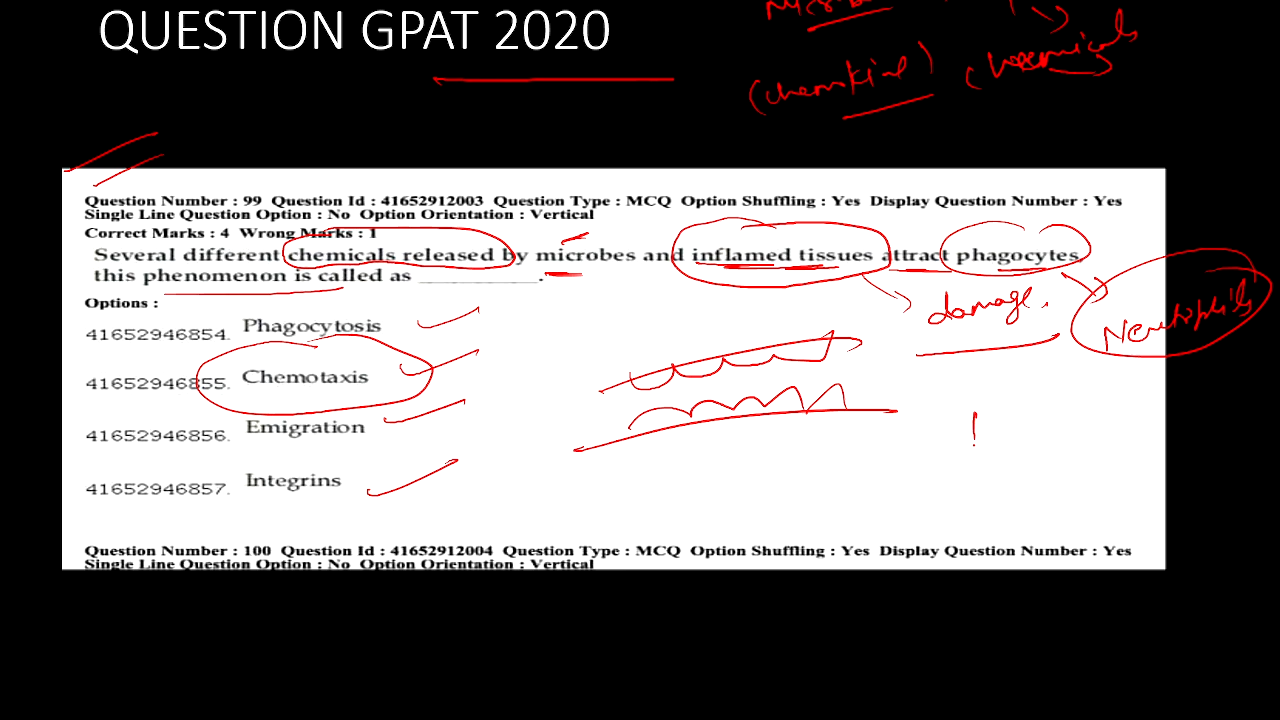 QUESTION GPAT 2020
(chemokine) (chemicals
Question Number : 99 Question Id : 41652912003 Question Type : MCQ Option Shuffling : Yes Display Question Number : Yes
Single Line Question Option : No Option Orientation : Vertical
Correct Marks : 4 Wrong Marks : 1
Several different chemicals released by microbes and inflamed tissues attract phagocytes
this phenomenon is called as __________.
damage.
Neutrophils
Options :
41652946854. Phagocytosis
41652946855. Chemotaxis
41652946856. Emigration
41652946857. Integrins
Question Number : 100 Question Id : 41652912004 Question Type : MCQ Option Shuffling : Yes Display Question Number : Yes
Single Line Question Option : No Option Orientation : Vertical